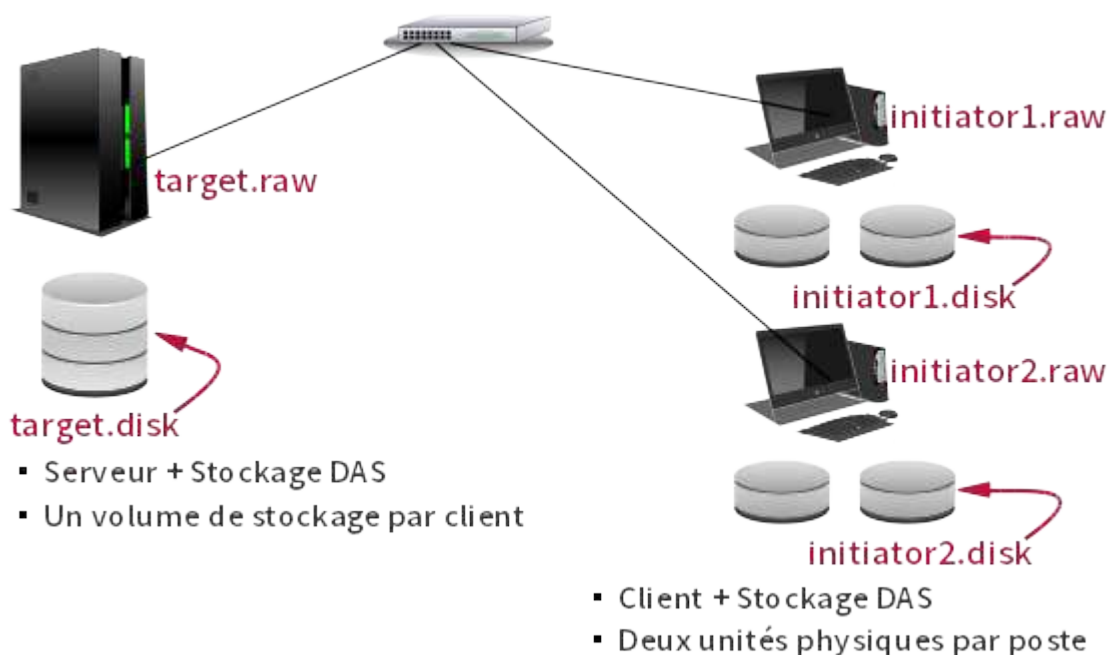 initiator1.raw
target.raw
initiator1.disk
initiator2.raw
target.disk
▪ Serveur + Stockage DAS
▪ Un volume de stockage par client
initiator2.disk
▪ Client + Stockage DAS
▪ Deux unités physiques par poste